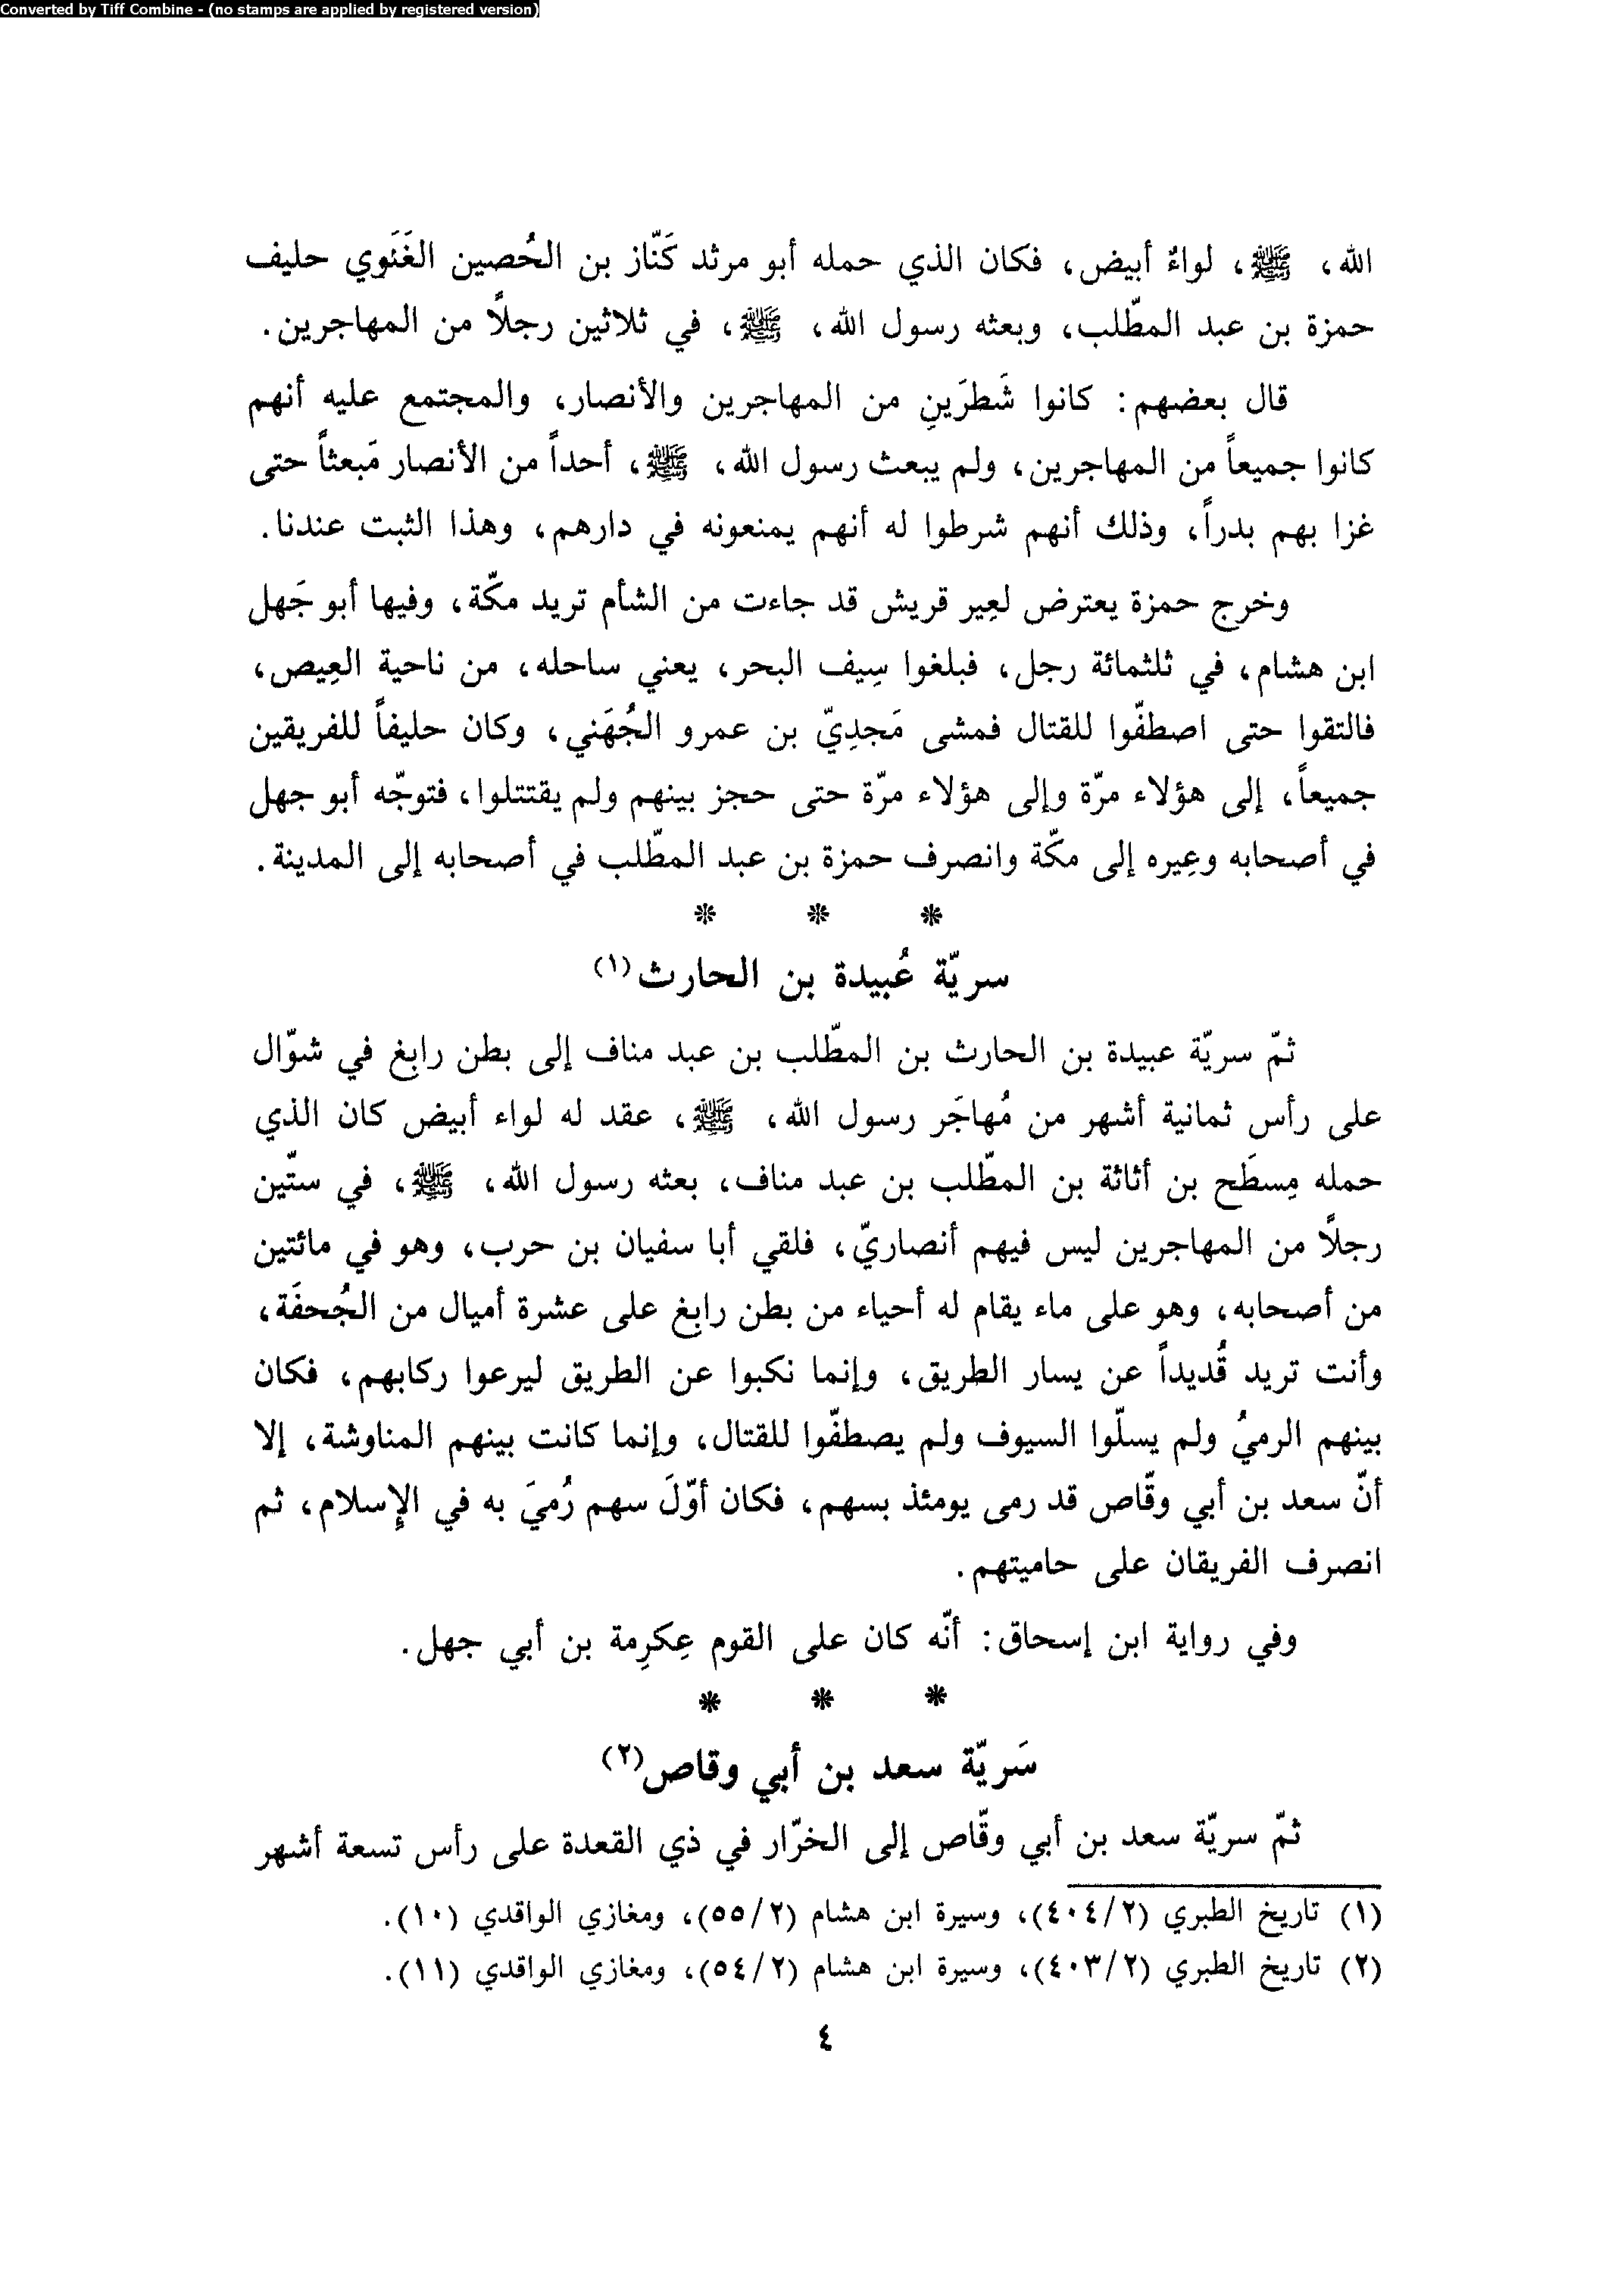 Converted by Tiff Combine - (no stamps are applied by registered version)
الله، ﷺ، لواءٌ أبيض، فكان الذي حمله أبو مرثد كَنّاز بن الحُصين الغَنَوي حليف
حمزة بن عبد المطّلب، وبعثه رسول الله، ﷺ، في ثلاثين رجلاً من المهاجرين.
قال بعضهم: كانوا شَطرَينِ من المهاجرين والأنصار، والمجتمع عليه أنهم
كانوا جميعاً من المهاجرين، ولم يبعث رسول الله، ﷺ، أحداً من الأنصار مَبعثاً حتى
غزا بهم بدراً، وذلك أنهم شرطوا له أنهم يمنعونه في دارهم، وهذا الثبت عندنا.
وخرج حمزة يعترض لعِير قريش قد جاءت من الشأم تريد مكّة، وفيها أبو جَهل
ابن هشام، في ثلثمائة رجل، فبلغوا سِيف البحر، يعني ساحله، من ناحية العِيص،
فالتقوا حتى اصطفّوا للقتال فمشى مَجدِيّ بن عمرو الجُهَني، وكان حليفاً للفريقين
جميعاً، إلى هؤلاء مرّة وإلى هؤلاء مرّة حتى حجز بينهم ولم يقتتلوا، فتوجّه أبو جهل
في أصحابه وعِيره إلى مكّة وانصرف حمزة بن عبد المطّلب في أصحابه إلى المدينة.
* * *
سريّة عُبيدة بن الحارث(١)
ثمّ سريّة عبيدة بن الحارث بن المطّلب بن عبد مناف إلى بطن رابغ في شوّال
على رأس ثمانية أشهر من مُهاجَر رسول الله، ﷺ، عقد له لواء أبيض كان الذي
حمله مِسطَح بن أثاثة بن المطّلب بن عبد مناف، بعثه رسول الله، ﷺ، في ستّين
رجلاً من المهاجرين ليس فيهم أنصاريّ، فلقي أبا سفيان بن حرب، وهو في مائتين
من أصحابه، وهو على ماء يقام له أحياء من بطن رابغ على عشرة أميال من الجُحفَة،
وأنت تريد قُديداً عن يسار الطريق، وإنما نكبوا عن الطريق ليرعوا ركابهم، فكان
بينهم الرميُ ولم يسلّوا السيوف ولم يصطفّوا للقتال، وإنما كانت بينهم المناوشة، إلا
أنّ سعد بن أبي وقّاص قد رمى يومئذ بسهم، فكان أوّلَ سهم رُميَ به في الإسلام، ثم
انصرف الفريقان على حاميتهم.
وفي رواية ابن إسحاق: أنّه كان على القوم عِكرِمة بن أبي جهل.
* * *
سَريّة سعد بن أبي وقاص(٢)
ثمّ سريّة سعد بن أبي وقّاص إلى الخرّار في ذي القعدة على رأس تسعة أشهر
(١) تاريخ الطبري (٤٠٤/٢)، وسيرة ابن هشام (٥٥/٢)، ومغازي الواقدي (١٠).
(٢) تاريخ الطبري (٤٠٣/٢)، وسيرة ابن هشام (٥٤/٢)، ومغازي الواقدي (١١).
٤